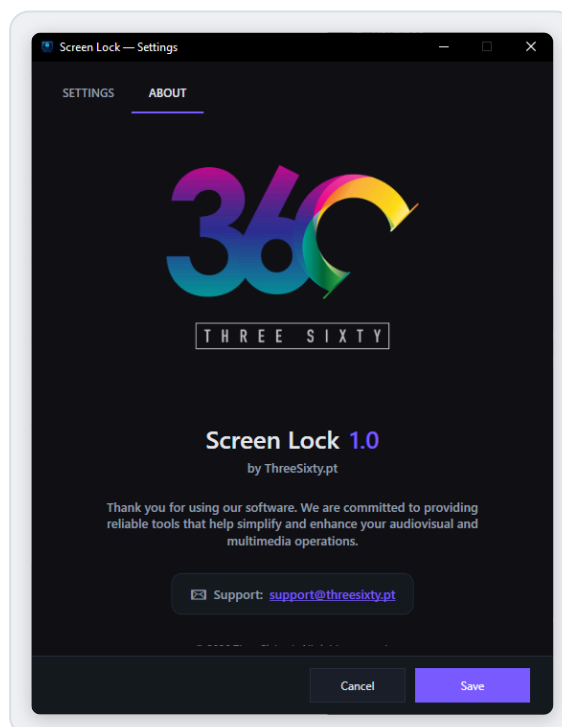 Screen Lock — Settings
SETTINGS ABOUT
360
THREE SIXTY
Screen Lock 1.0
by ThreeSixty.pt
Thank you for using our software. We are committed to providing
reliable tools that help simplify and enhance your audiovisual and
multimedia operations.
Support: support@threesixty.pt
Cancel Save